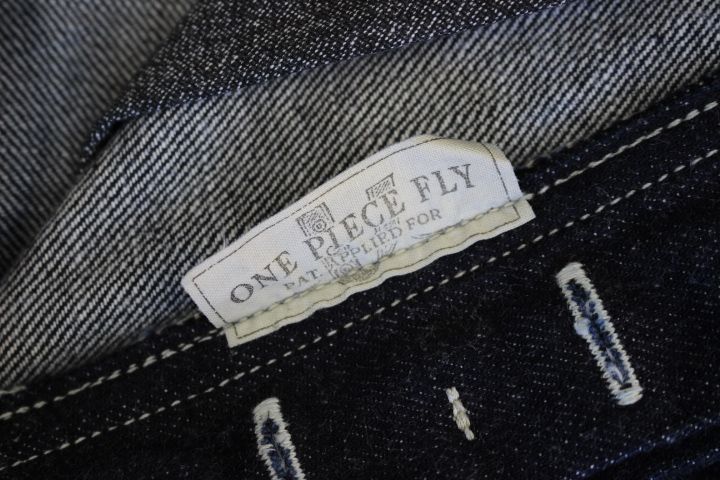 ONE PIECE FLY
PAT. APPLIED FOR